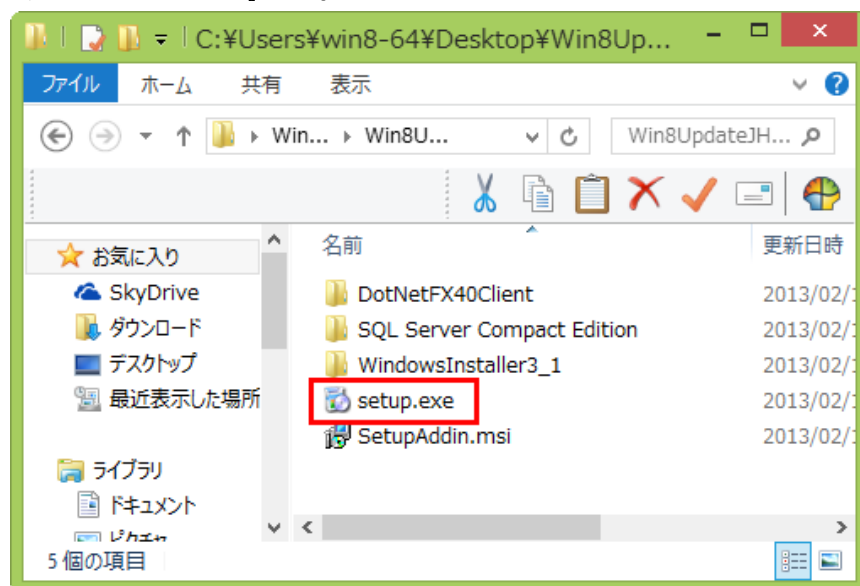 C:¥Users¥win8-64¥Desktop¥Win8Up...
ファイル ホーム 共有 表示
Win... Win8U... Win8UpdateJH...
お気に入り
SkyDrive
ダウンロード
デスクトップ
最近表示した場所
ライブラリ
ドキュメント
ピクチャ
名前 更新日時
DotNetFX40Client 2013/02/1
SQL Server Compact Edition 2013/02/1
WindowsInstaller3_1 2013/02/1
setup.exe 2013/02/1
SetupAddin.msi 2013/02/1
5 個の項目